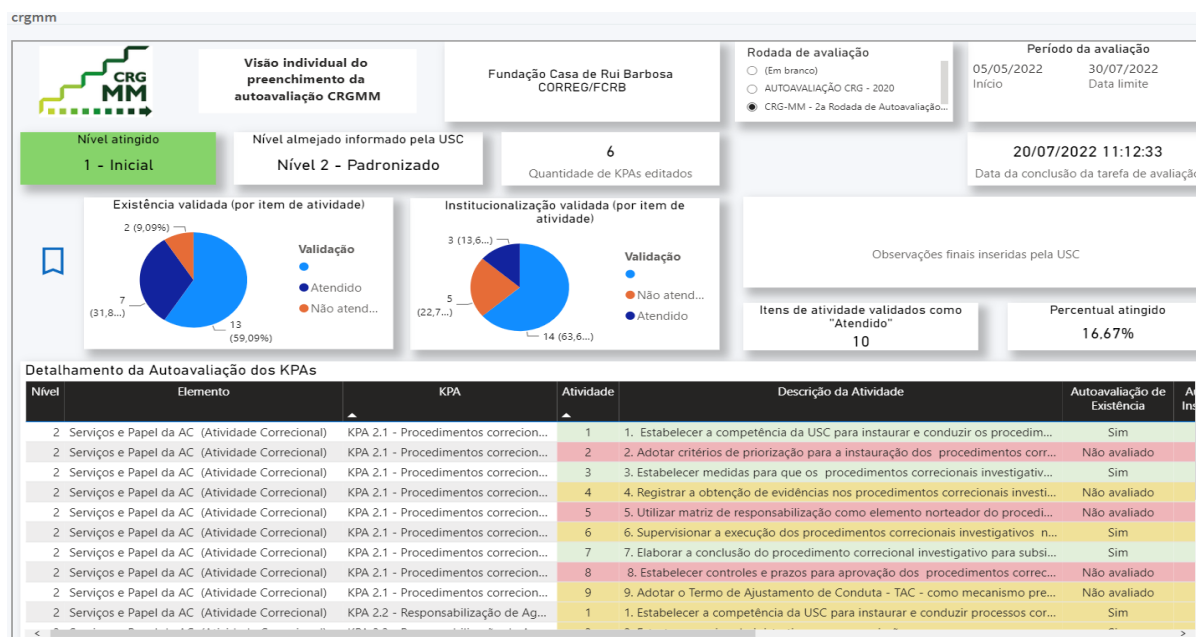 crgmm
CRG
MM
Visão individual do
preenchimento da
autoavaliação CRGMM
Fundação Casa de Rui Barbosa
CORREG/FCRB
Rodada de avaliação
(Em branco)
AUTOAVALIAÇÃO CRG - 2020
CRG-MM - 2a Rodada de Autoavaliação...
Período da avaliação
05/05/2022 30/07/2022
Início Data limite
Nível atingido
1 - Inicial
Nível almejado informado pela USC
Nível 2 - Padronizado
6
Quantidade de KPAs editados
20/07/2022 11:12:33
Data da conclusão da tarefa de avaliação
Existência validada (por item de atividade)
2 (9,09%)
7
(31,8...)
13
(59,09%)
Validação
Atendido
Não atend...
Institucionalização validada (por item de
atividade)
3 (13,6...)
5
(22,7...)
14 (63,6...)
Validação
Não atend...
Atendido
Observações finais inseridas pela USC
Itens de atividade validados como
"Atendido"
10
Percentual atingido
16,67%
Detalhamento da Autoavaliação dos KPAs
Nível Elemento KPA Atividade Descrição da Atividade Autoavaliação de
Existência
2 Serviços e Papel da AC (Atividade Correcional) KPA 2.1 - Procedimentos correcion... 1 1. Estabelecer a competência da USC para instaurar e conduzir os procedim... Sim
2 Serviços e Papel da AC (Atividade Correcional) KPA 2.1 - Procedimentos correcion... 2 2. Adotar critérios de priorização para a instauração dos procedimentos corr... Não avaliado
2 Serviços e Papel da AC (Atividade Correcional) KPA 2.1 - Procedimentos correcion... 3 3. Estabelecer medidas para que os procedimentos correcionais investigativ... Sim
2 Serviços e Papel da AC (Atividade Correcional) KPA 2.1 - Procedimentos correcion... 4 4. Registrar a obtenção de evidências nos procedimentos correcionais investi... Não avaliado
2 Serviços e Papel da AC (Atividade Correcional) KPA 2.1 - Procedimentos correcion... 5 5. Utilizar matriz de responsabilização como elemento norteador do procedi... Não avaliado
2 Serviços e Papel da AC (Atividade Correcional) KPA 2.1 - Procedimentos correcion... 6 6. Supervisionar a execução dos procedimentos correcionais investigativos n... Sim
2 Serviços e Papel da AC (Atividade Correcional) KPA 2.1 - Procedimentos correcion... 7 7. Elaborar a conclusão do procedimento correcional investigativo para subsi... Sim
2 Serviços e Papel da AC (Atividade Correcional) KPA 2.1 - Procedimentos correcion... 8 8. Estabelecer controles e prazos para aprovação dos procedimentos correc... Não avaliado
2 Serviços e Papel da AC (Atividade Correcional) KPA 2.1 - Procedimentos correcion... 9 9. Adotar o Termo de Ajustamento de Conduta - TAC - como mecanismo pre... Não avaliado
2 Serviços e Papel da AC (Atividade Correcional) KPA 2.2 - Responsabilização de Ag... 1 1. Estabelecer a competência da USC para instaurar e conduzir processos cor... Sim